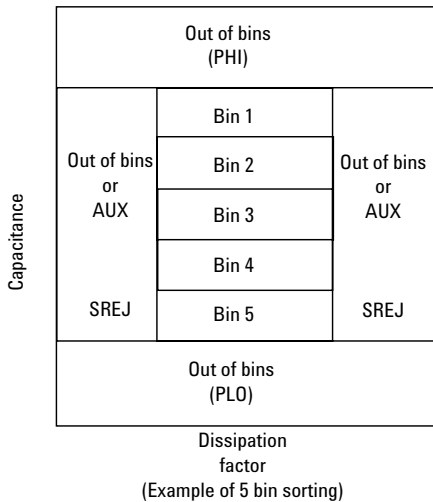 Out of bins
(PHI)
Bin 1
Bin 2
Bin 3
Bin 4
Bin 5
Out of bins
or
AUX
SREJ
Out of bins
or
AUX
SREJ
Out of bins
(PLO)
Capacitance
Dissipation
factor
(Example of 5 bin sorting)